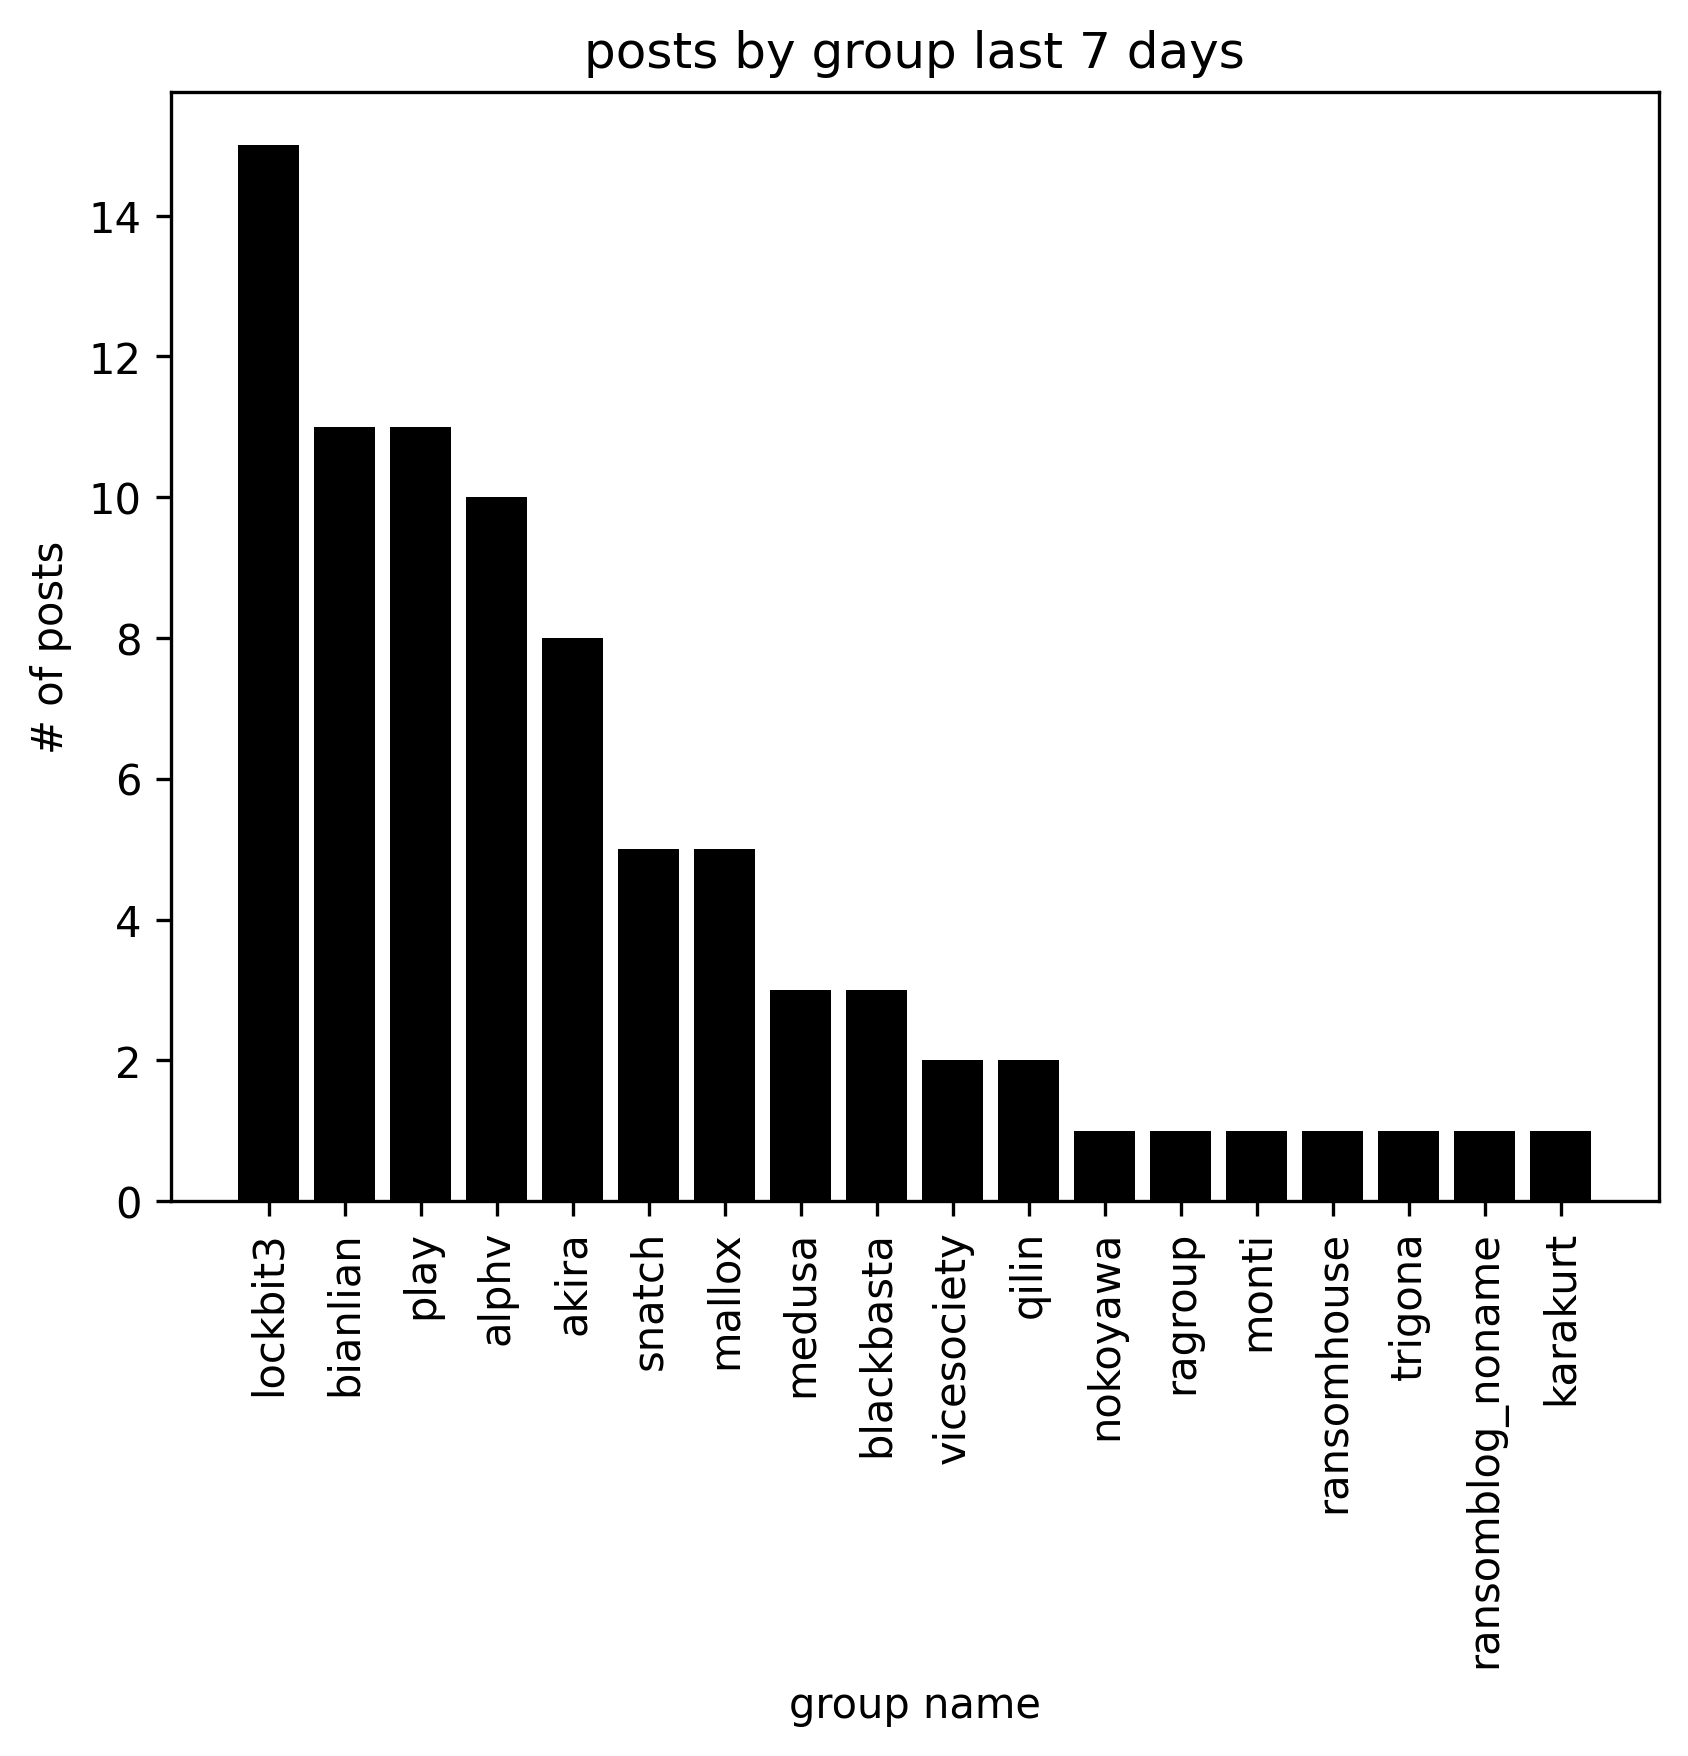 posts by group last 7 days
# of posts
14
12
10
8
6
4
2
0
lockbit3
bianlian
play
alphv
akira
snatch
mallox
medusa
blackbasta
vicesociety
qilin
nokoyawa
ragroup
monti
ransomhouse
trigona
ransomblog_noname
karakurt
group name